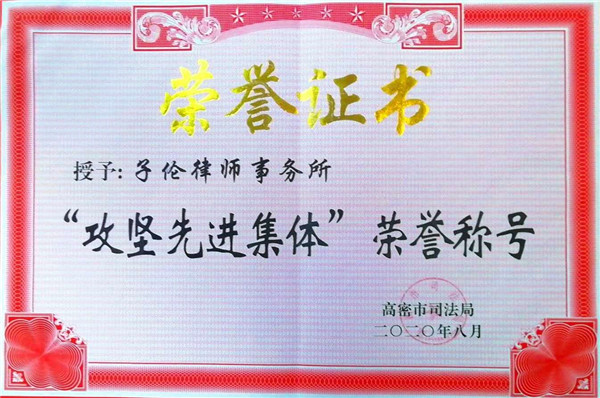 荣誉证书
授予:子伦律师事务所
“攻坚先进集体”荣誉称号
高密市司法局
二〇二〇年八月